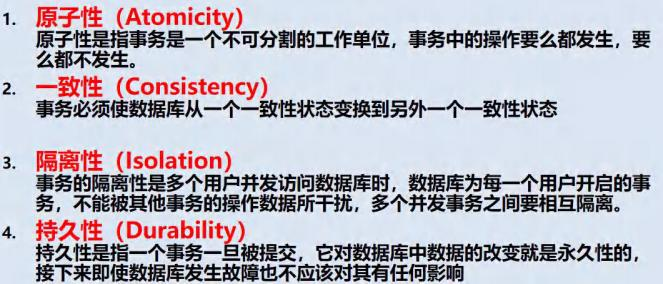 1. 原子性（Atomicity）
原子性是指事务是一个不可分割的工作单位，事务中的操作要么都发生，要
么都不发生。
2. 一致性（Consistency）
事务必须使数据库从一个一致性状态变换到另外一个一致性状态
3. 隔离性（Isolation）
事务的隔离性是多个用户并发访问数据库时，数据库为每一个用户开启的事
务，不能被其他事务的操作数据所干扰，多个并发事务之间要相互隔离。
4. 持久性（Durability）
持久性是指一个事务一旦被提交，它对数据库中数据的改变就是永久性的，
接下来即使数据库发生故障也不应该对其有任何影响